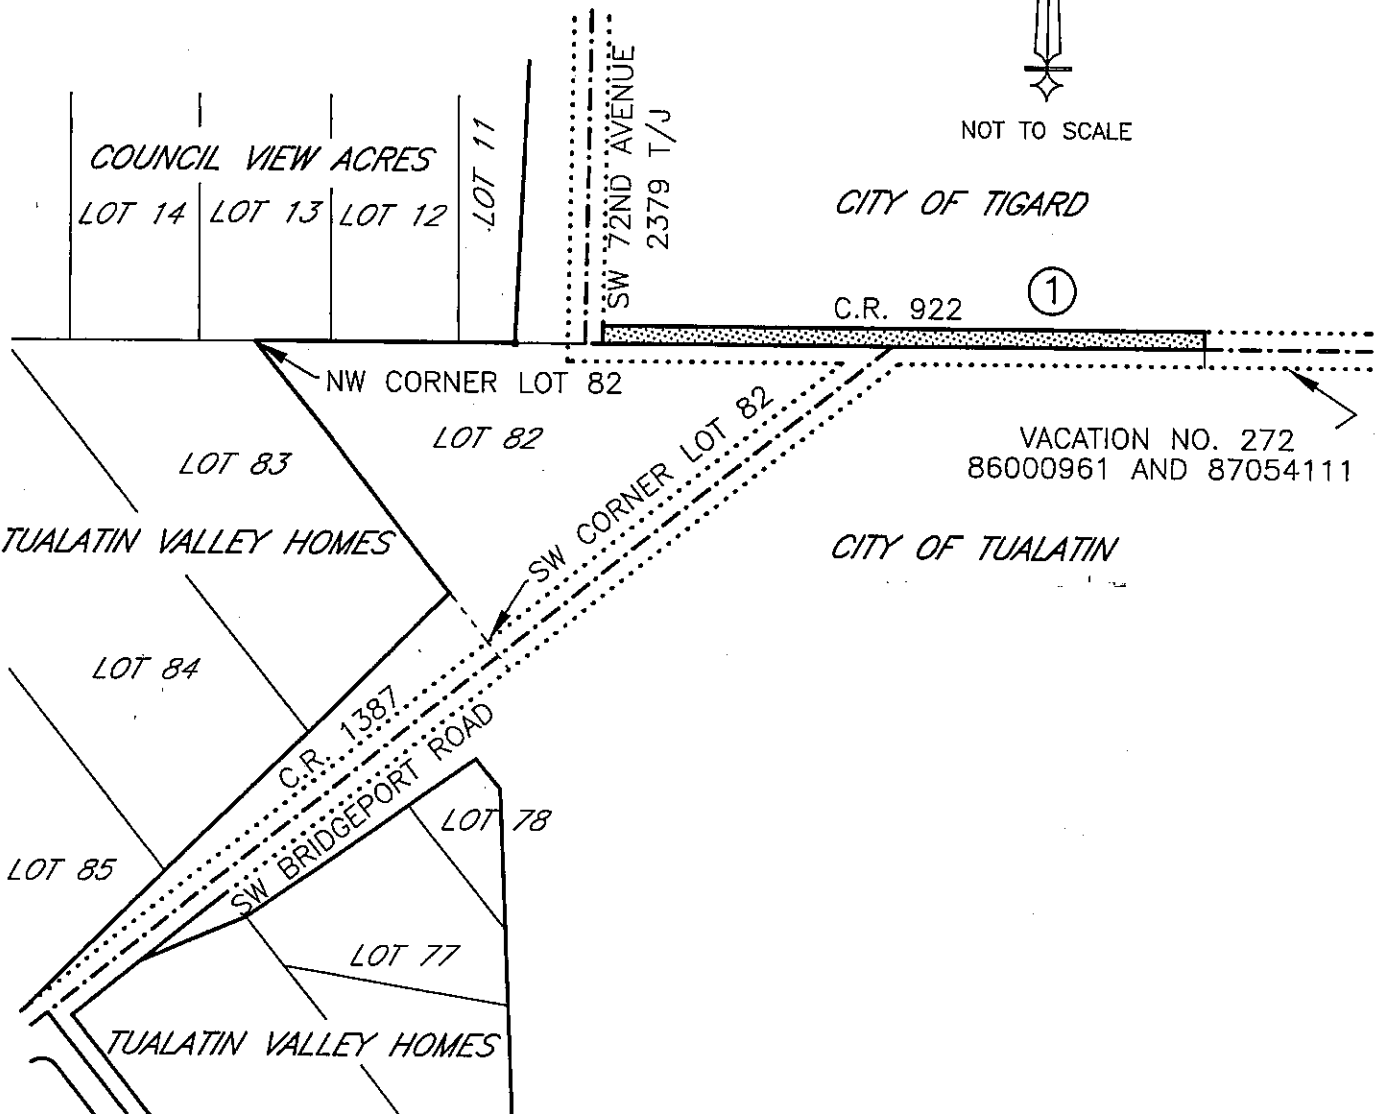 NOT TO SCALE
SW 72ND AVENUE
2379 T/J
COUNCIL VIEW ACRES
LOT 14
LOT 13
LOT 12
LOT 11
CITY OF TIGARD
1
C.R. 922
NW CORNER LOT 82
LOT 82
LOT 83
SW CORNER LOT 82
VACATION NO. 272
86000961 AND 87054111
TUALATIN VALLEY HOMES
CITY OF TUALATIN
LOT 84
C.R. 1387
SW BRIDGEPORT ROAD
LOT 78
LOT 85
LOT 77
TUALATIN VALLEY HOMES